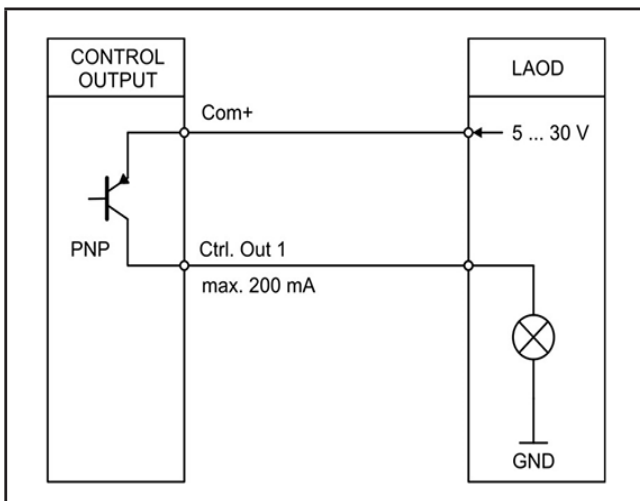 CONTROL
OUTPUT
LAOD
Com+
5 ... 30 V
PNP
Ctrl. Out 1
max. 200 mA
GND